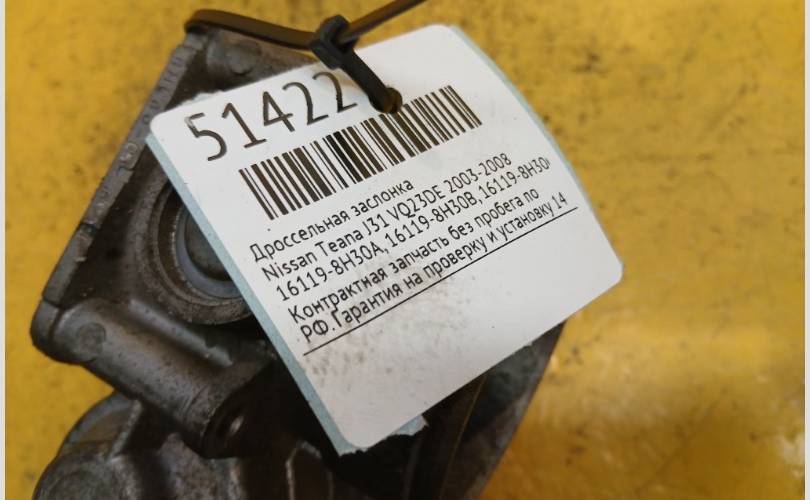 51422
Дроссельная заслонка
Nissan Teana J31 VQ23DE 2003-2008
16119-8H30A, 16119-8H30B, 16119-8H30
Контрактная запчасть без пробега по
РФ. Гарантия на проверку и установку 14